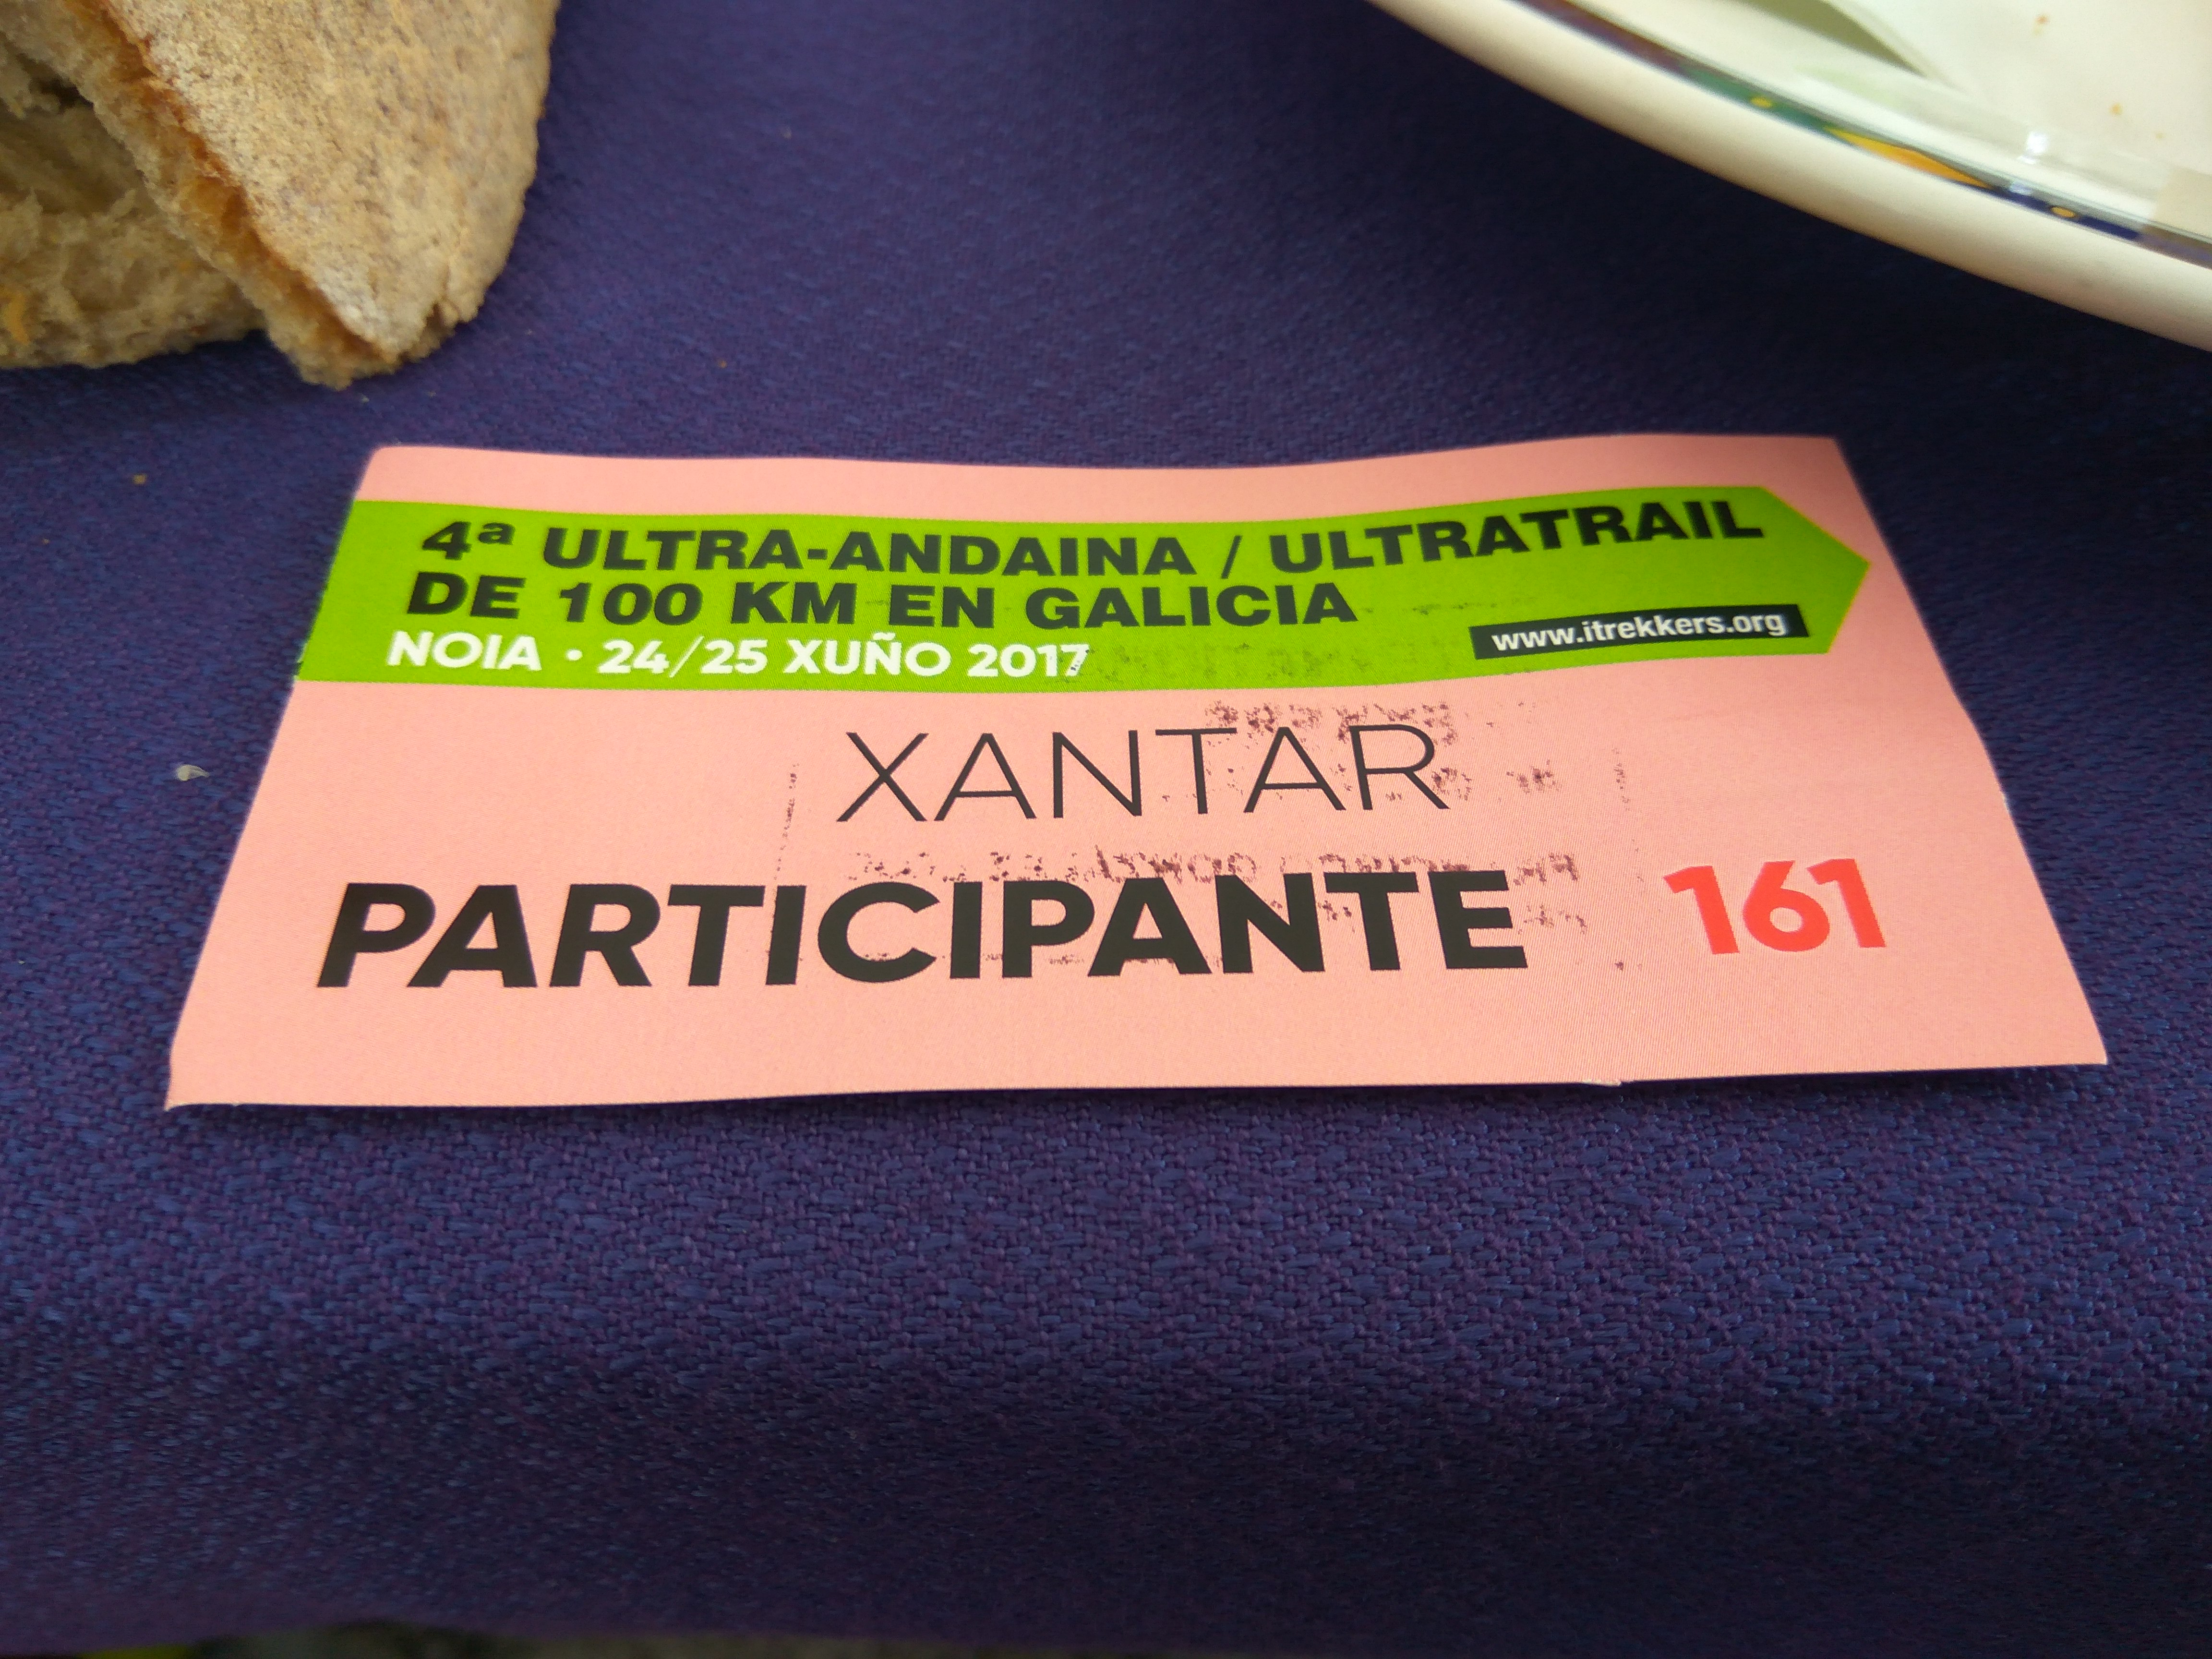 4ª ULTRA-ANDAINA / ULTRATRAIL
DE 100 KM EN GALICIA
NOIA · 24/25 XUÑO 2017
www.itrekkers.org
XANTAR
PARTICIPANTE 161